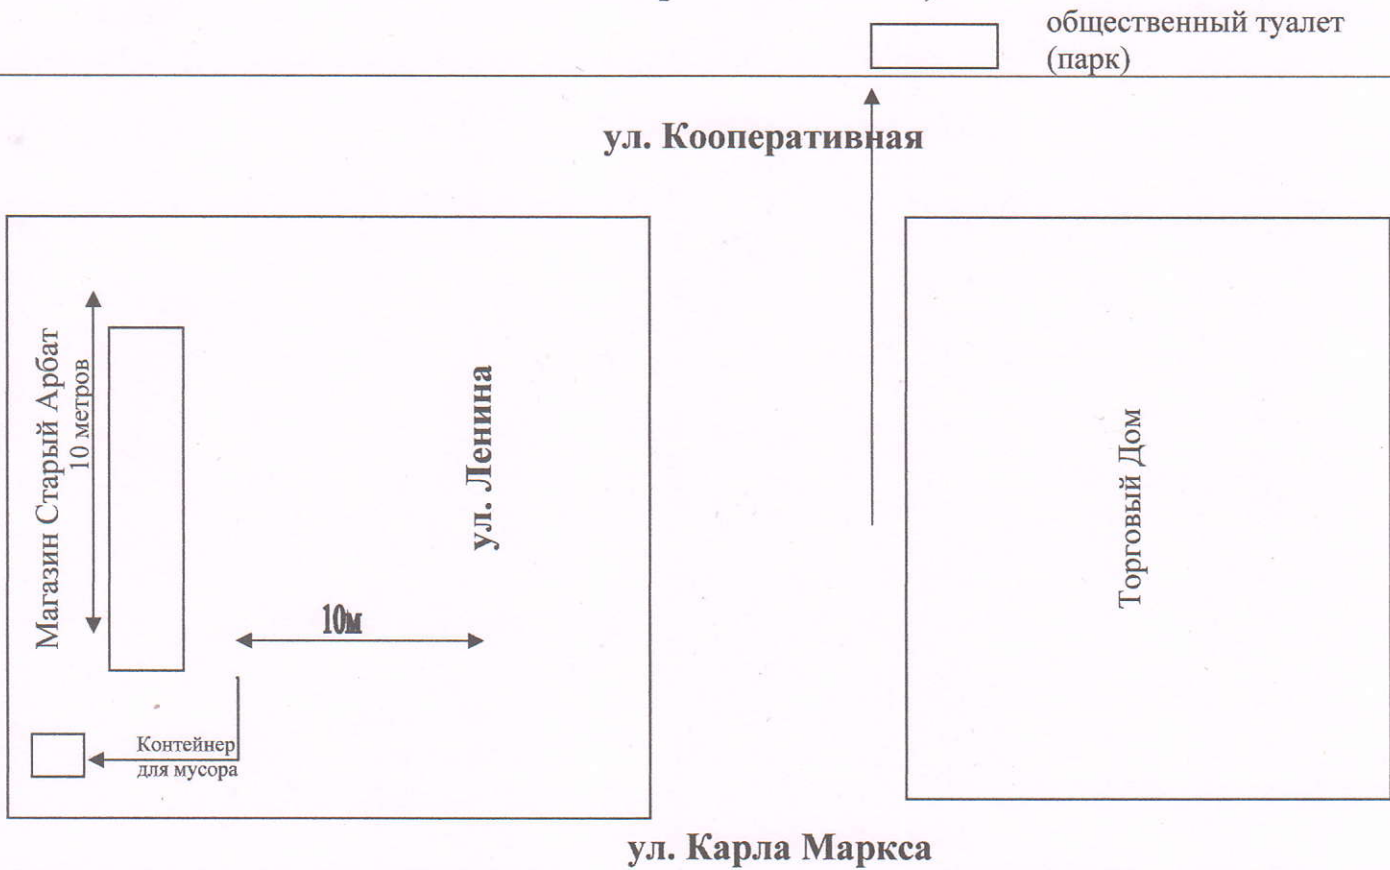 общественный туалет
(парк)
ул. Кооперативная
Магазин Старый Арбат
10 метров
ул. Ленина
10м
Контейнер
для мусора
Торговый Дом
ул. Карла Маркса